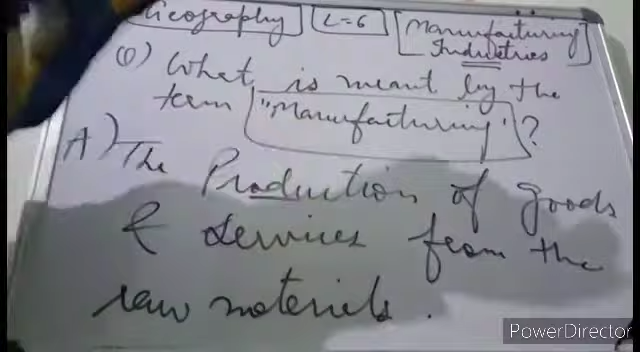 Geography L=6 Manufacturing
Industries
Q) What is meant by the
term "Manufacturing"?
A) The Production of goods
& services from the
raw materials.
PowerDirector